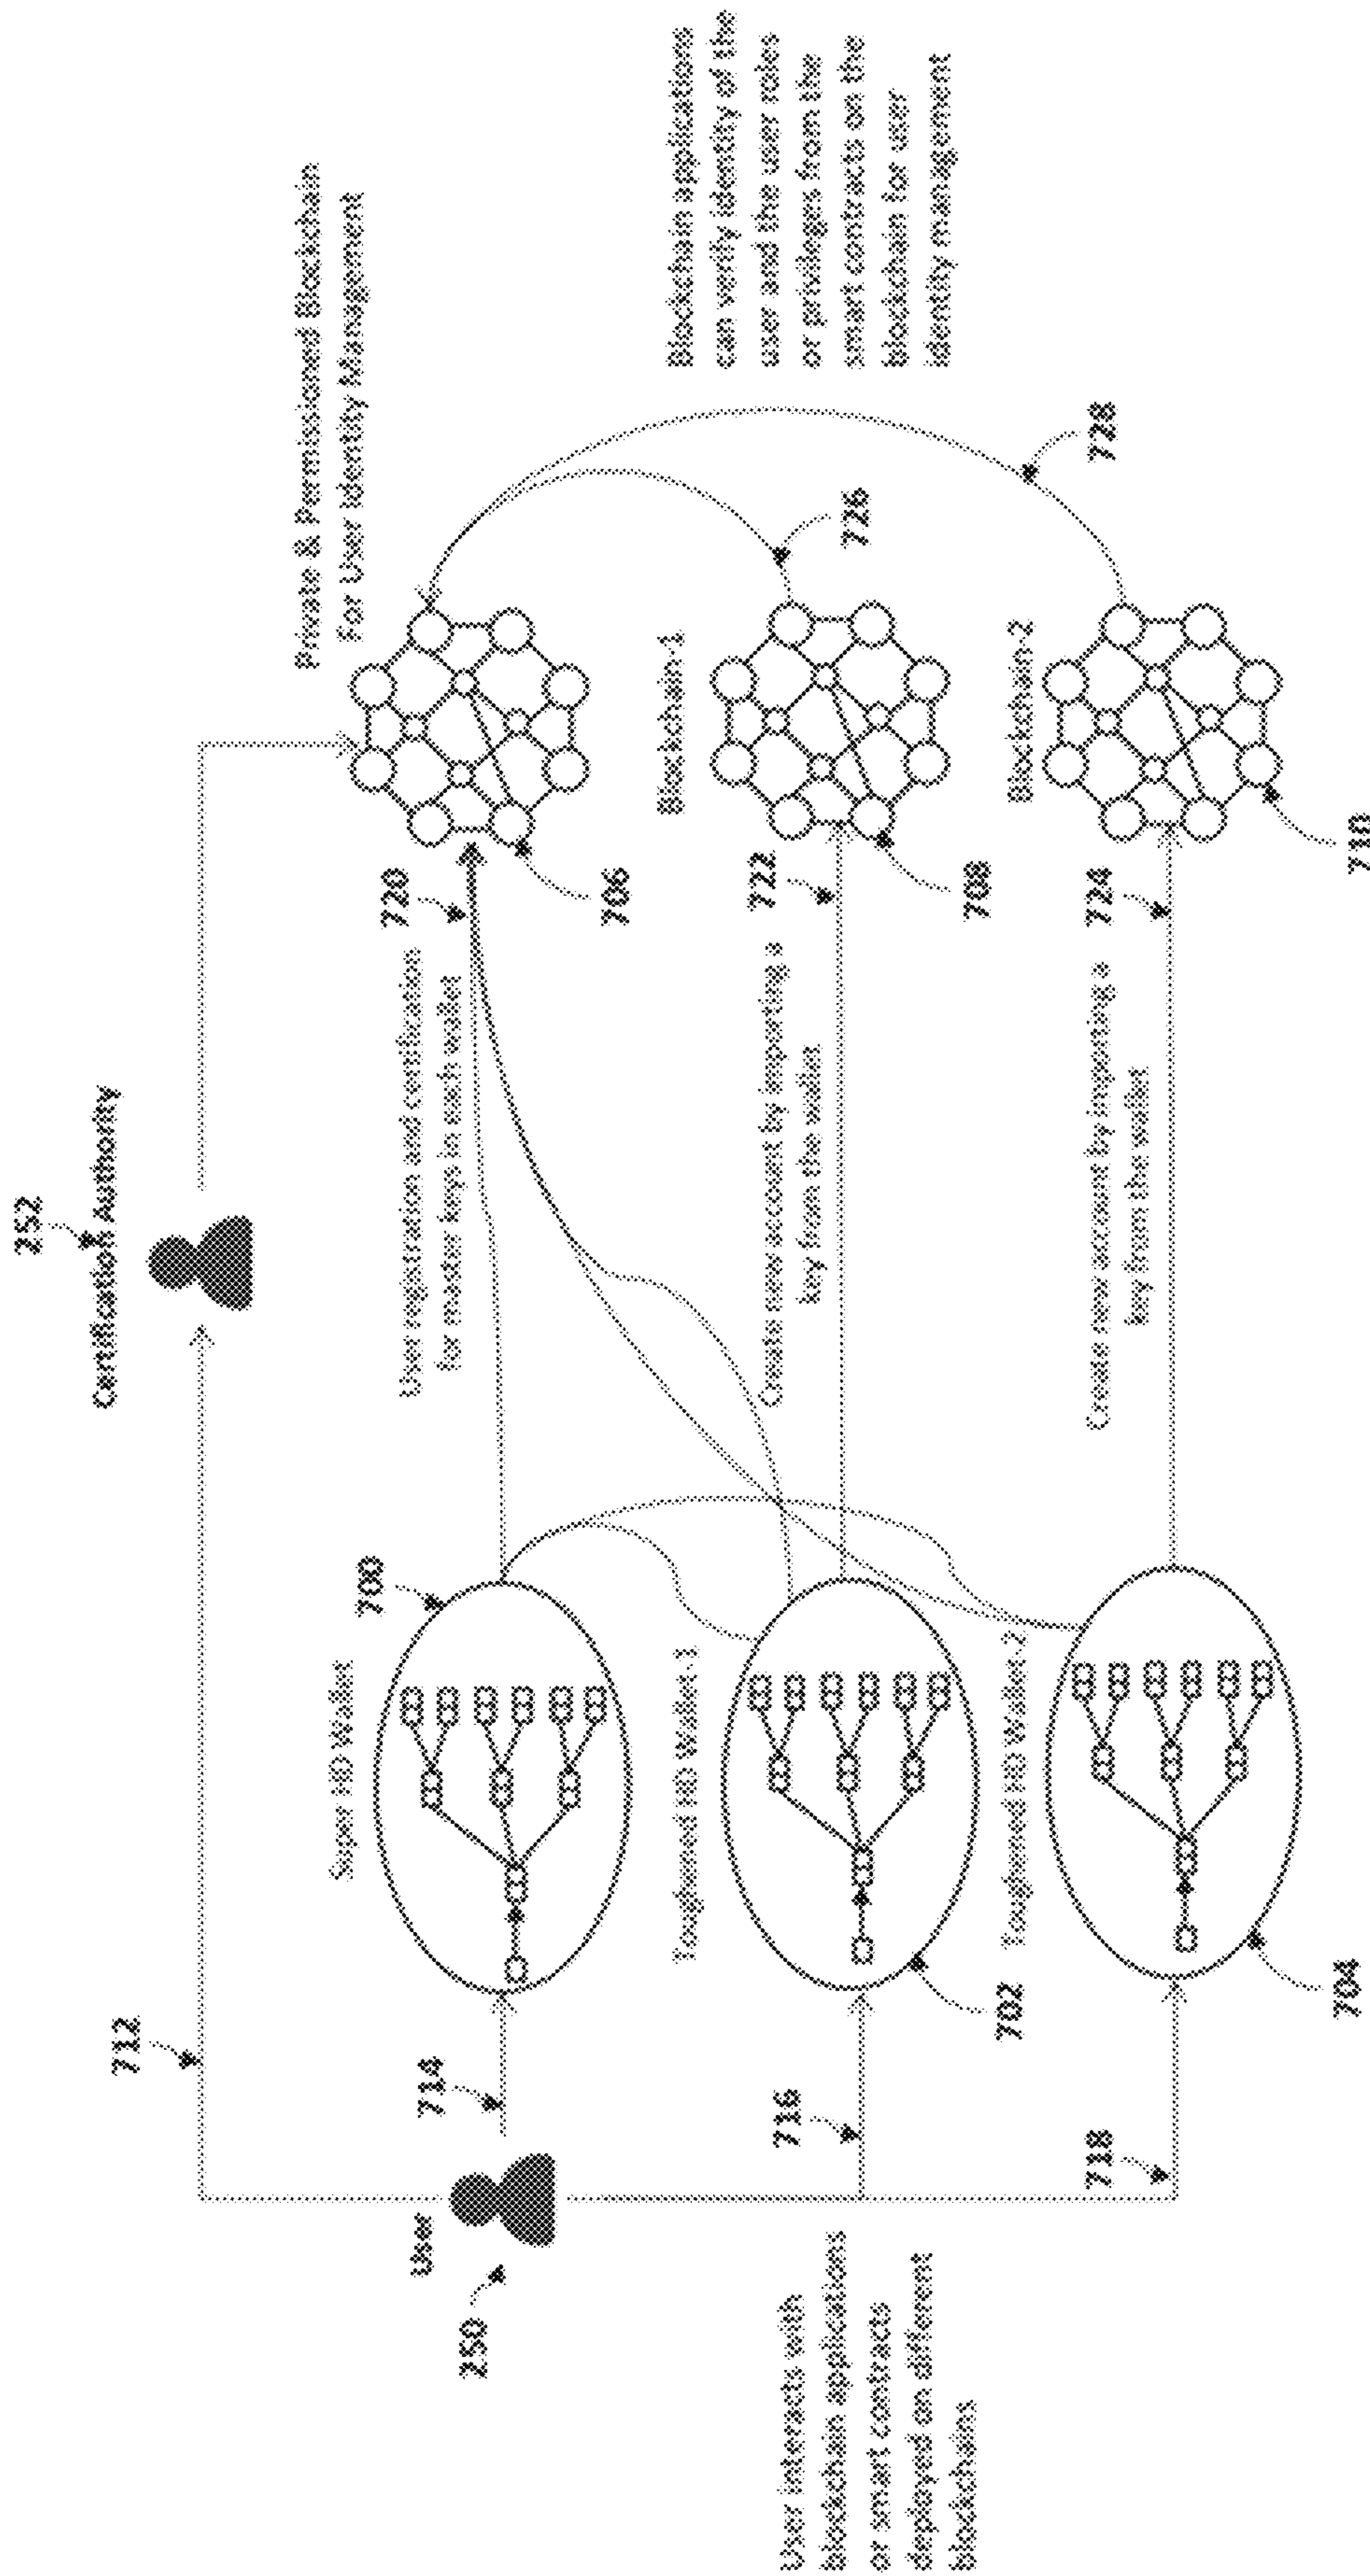 252
Certification Authority
712
User
250
714
716
718
User interacts with
blockchain applications
or smart contracts
deployed on different
blockchains
Super HD Wallet
700
Toughened HD Wallet-1
702
Toughened HD Wallet-2
704
User registration and certification
for master keys in each wallet
720
Create new account by importing a
key from the wallet
722
Create new account by importing a
key from the wallet
724
Private & Permissioned Blockchain
For User Identity Management
706
Blockchain-1
708
Blockchain-2
710
726
728
Blockchain applications
can verify identity of the
user and the user roles
or privileges from the
smart contracts on the
blockchain for user
identity management